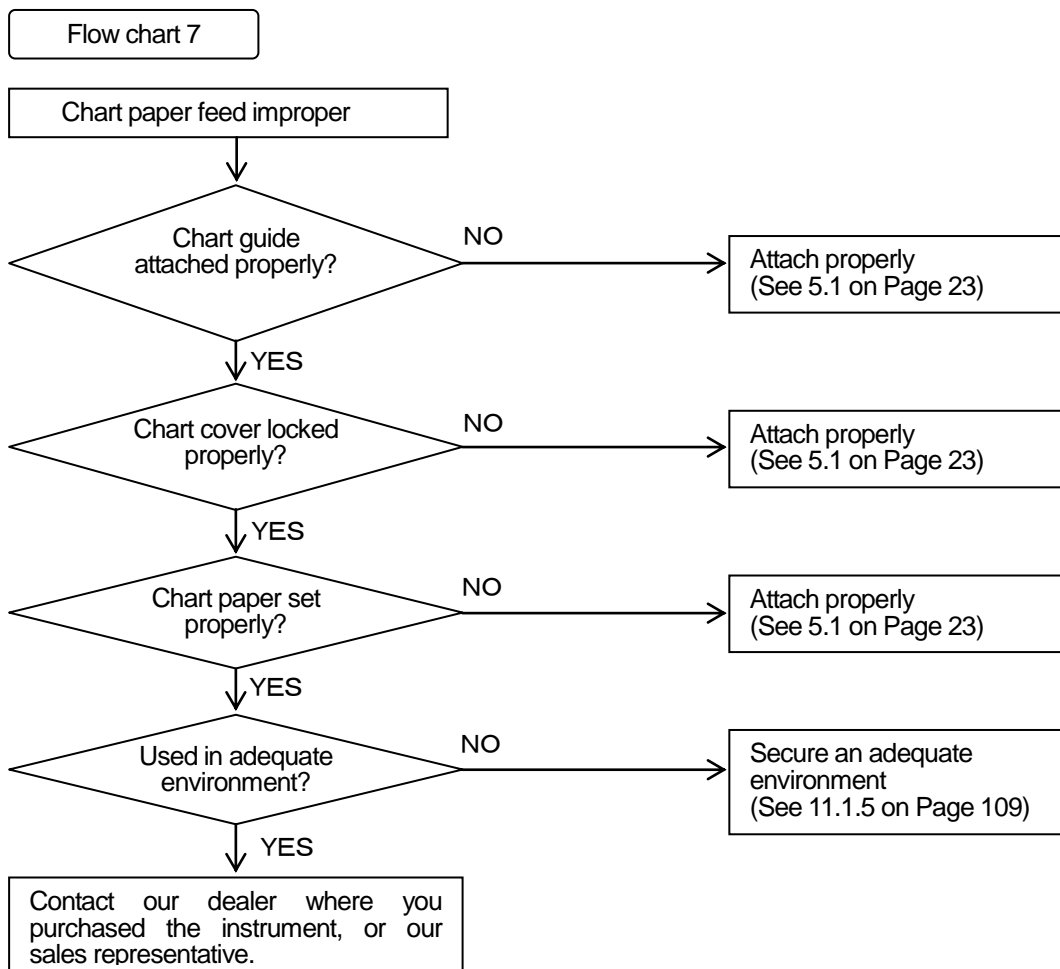 Flow chart 7
Chart paper feed improper
Chart guide
attached properly?
NO
Attach properly
(See 5.1 on Page 23)
YES
Chart cover locked
properly?
NO
Attach properly
(See 5.1 on Page 23)
YES
Chart paper set
properly?
NO
Attach properly
(See 5.1 on Page 23)
YES
Used in adequate
environment?
NO
Secure an adequate
environment
(See 11.1.5 on Page 109)
YES
Contact our dealer where you
purchased the instrument, or our
sales representative.